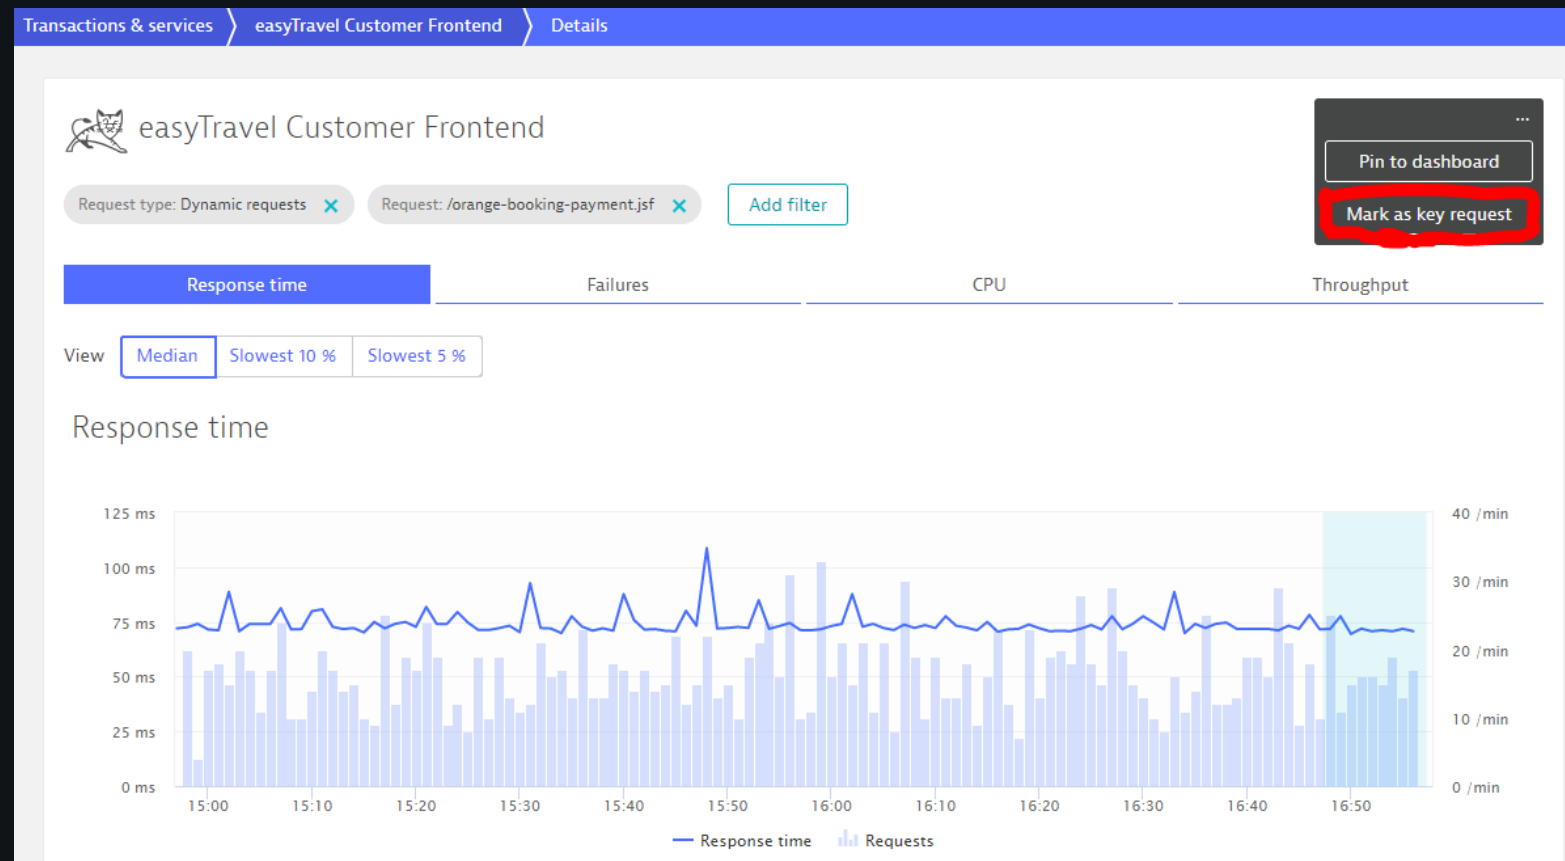 Transactions & services easyTravel Customer Frontend Details
easyTravel Customer Frontend
...
Pin to dashboard
Mark as key request
Request type: Dynamic requests Request: /orange-booking-payment.jsf Add filter
Response time Failures CPU Throughput
View Median Slowest 10 % Slowest 5 %
Response time
125 ms 40 /min
100 ms 30 /min
75 ms
20 /min
50 ms
25 ms 10 /min
0 ms 0 /min
15:00 15:10 15:20 15:30 15:40 15:50 16:00 16:10 16:20 16:30 16:40 16:50
Response time Requests